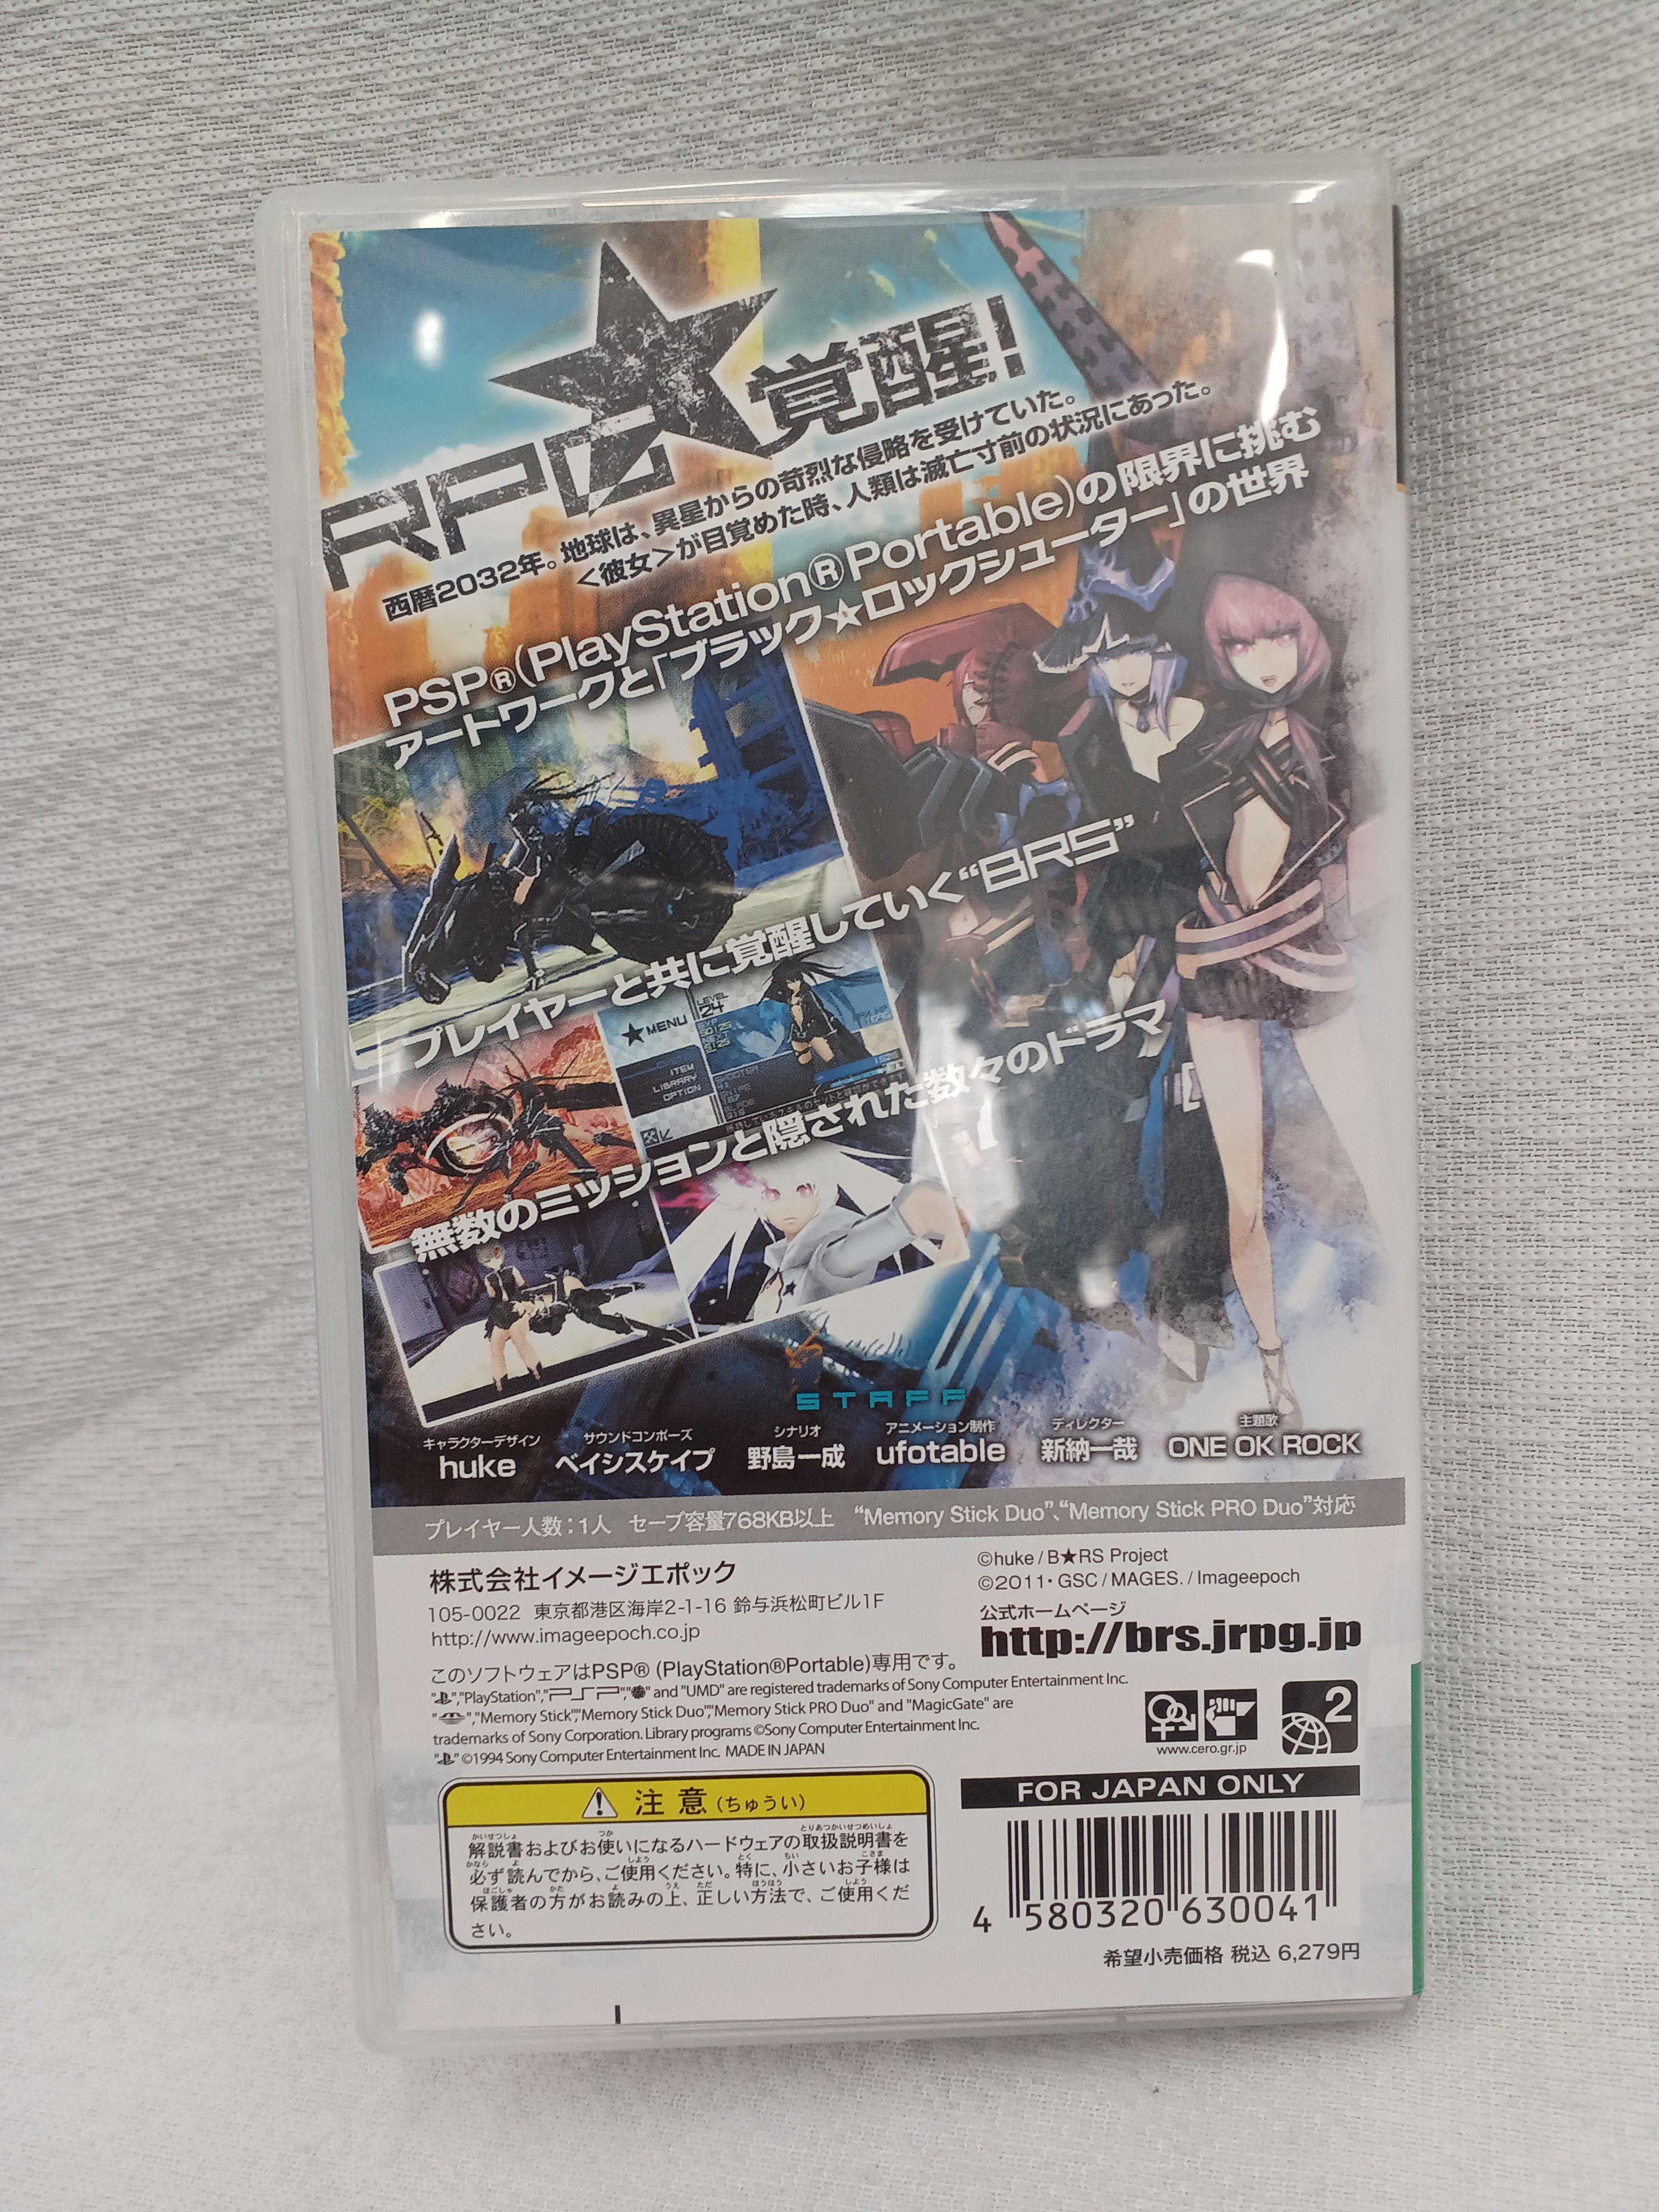 RPG★覚醒!
西暦2032年。地球は、異星からの苛烈な侵略を受けていた。
<彼女>が目覚めた時、人類は滅亡寸前の状況にあった。
PSP®(PlayStation®Portable)の限界に挑む
アートワークと「ブラック★ロックシューター」の世界
プレイヤーと共に覚醒していく“BRS”
★MENU
LEVEL
24
ITEM
LIBRARY
OPTION
無数のミッションと隠された数々のドラマ
STAFF
キャラクターデザイン
huke
サウンドコンポーズ
ベイシスケイプ
シナリオ
野島一成
アニメーション制作
ufotable
ディレクター
新納一哉
主題歌
ONE OK ROCK
プレイヤー人数:1人 セーブ容量768KB以上 “Memory Stick Duo”、“Memory Stick PRO Duo”対応
株式会社イメージエポック
105-0022 東京都港区海岸2-1-16 鈴与浜松町ビル1F
http://www.imageepoch.co.jp
©huke / B★RS Project
©2011・GSC / MAGES. / Imageepoch
公式ホームページ
http://brs.jrpg.jp
このソフトウェアはPSP® (PlayStation®Portable)専用です。
" ","PlayStation","PSP"," " and "UMD" are registered trademarks of Sony Computer Entertainment Inc.
" ","Memory Stick","Memory Stick Duo","Memory Stick PRO Duo" and "MagicGate" are
trademarks of Sony Corporation. Library programs ©Sony Computer Entertainment Inc.
" " ©1994 Sony Computer Entertainment Inc. MADE IN JAPAN
www.cero.gr.jp
2
注意(ちゅうい)
解説書およびお使いになるハードウェアの取扱説明書を
必ず読んでから、ご使用ください。特に、小さいお子様は
保護者の方がお読みの上、正しい方法で、ご使用くだ
さい。
FOR JAPAN ONLY
4 580320 630041
希望小売価格 税込 6,279円